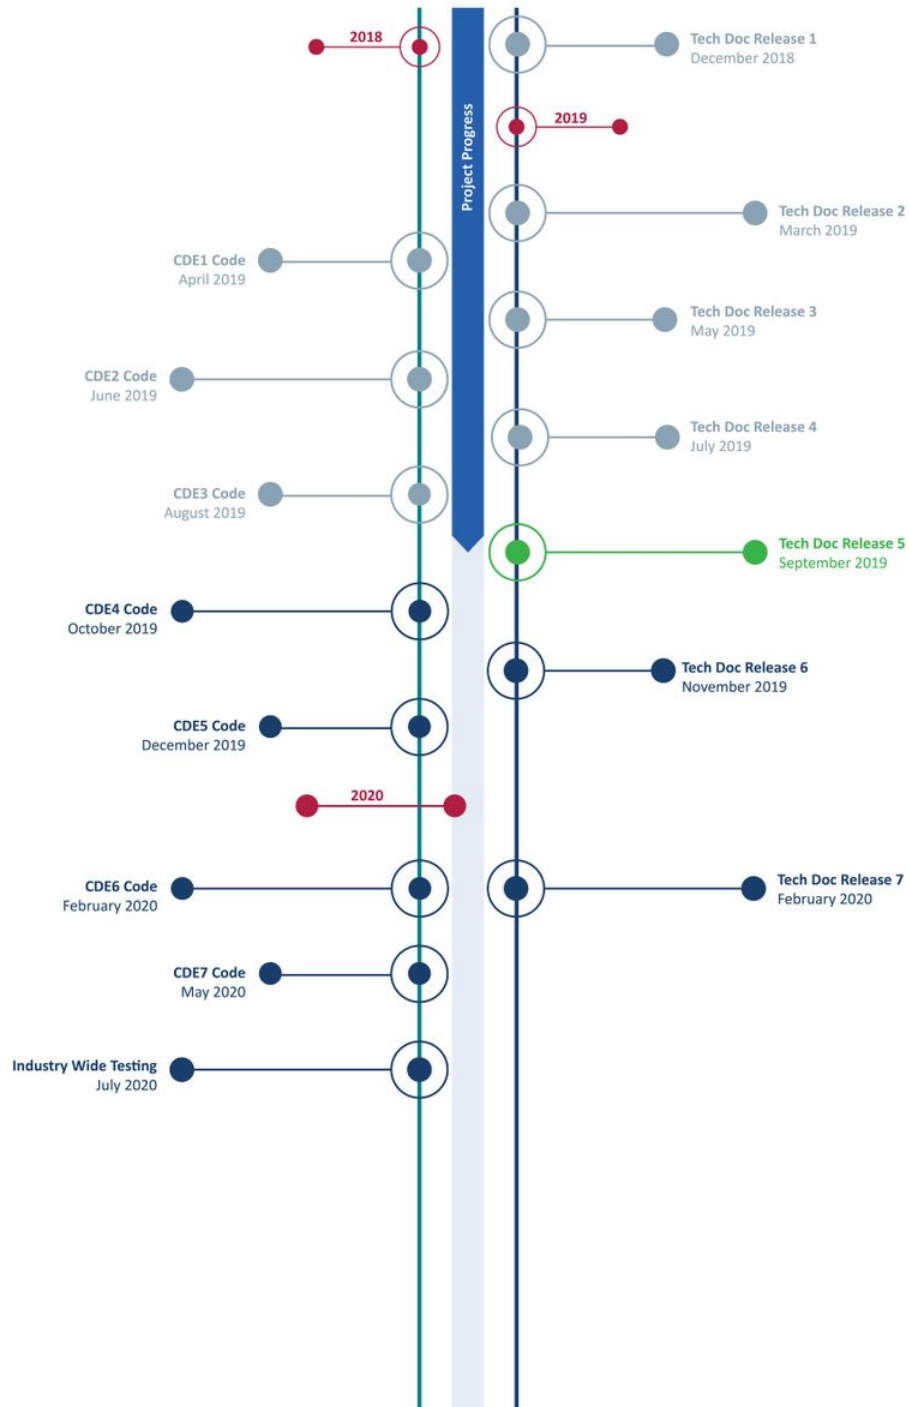 2018
Tech Doc Release 1
December 2018
2019
Project Progress
Tech Doc Release 2
March 2019
CDE1 Code
April 2019
Tech Doc Release 3
May 2019
CDE2 Code
June 2019
Tech Doc Release 4
July 2019
CDE3 Code
August 2019
Tech Doc Release 5
September 2019
CDE4 Code
October 2019
Tech Doc Release 6
November 2019
CDE5 Code
December 2019
2020
CDE6 Code
February 2020
Tech Doc Release 7
February 2020
CDE7 Code
May 2020
Industry Wide Testing
July 2020